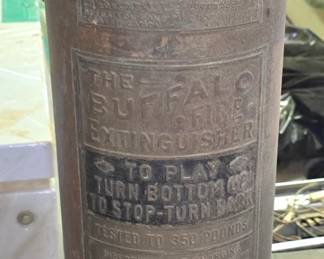 THE
BUFFALO
FIRE
EXTINGUISHER
TO PLAY
TURN BOTTOM UP
TO STOP-TURN BACK
TESTED TO 350 POUNDS